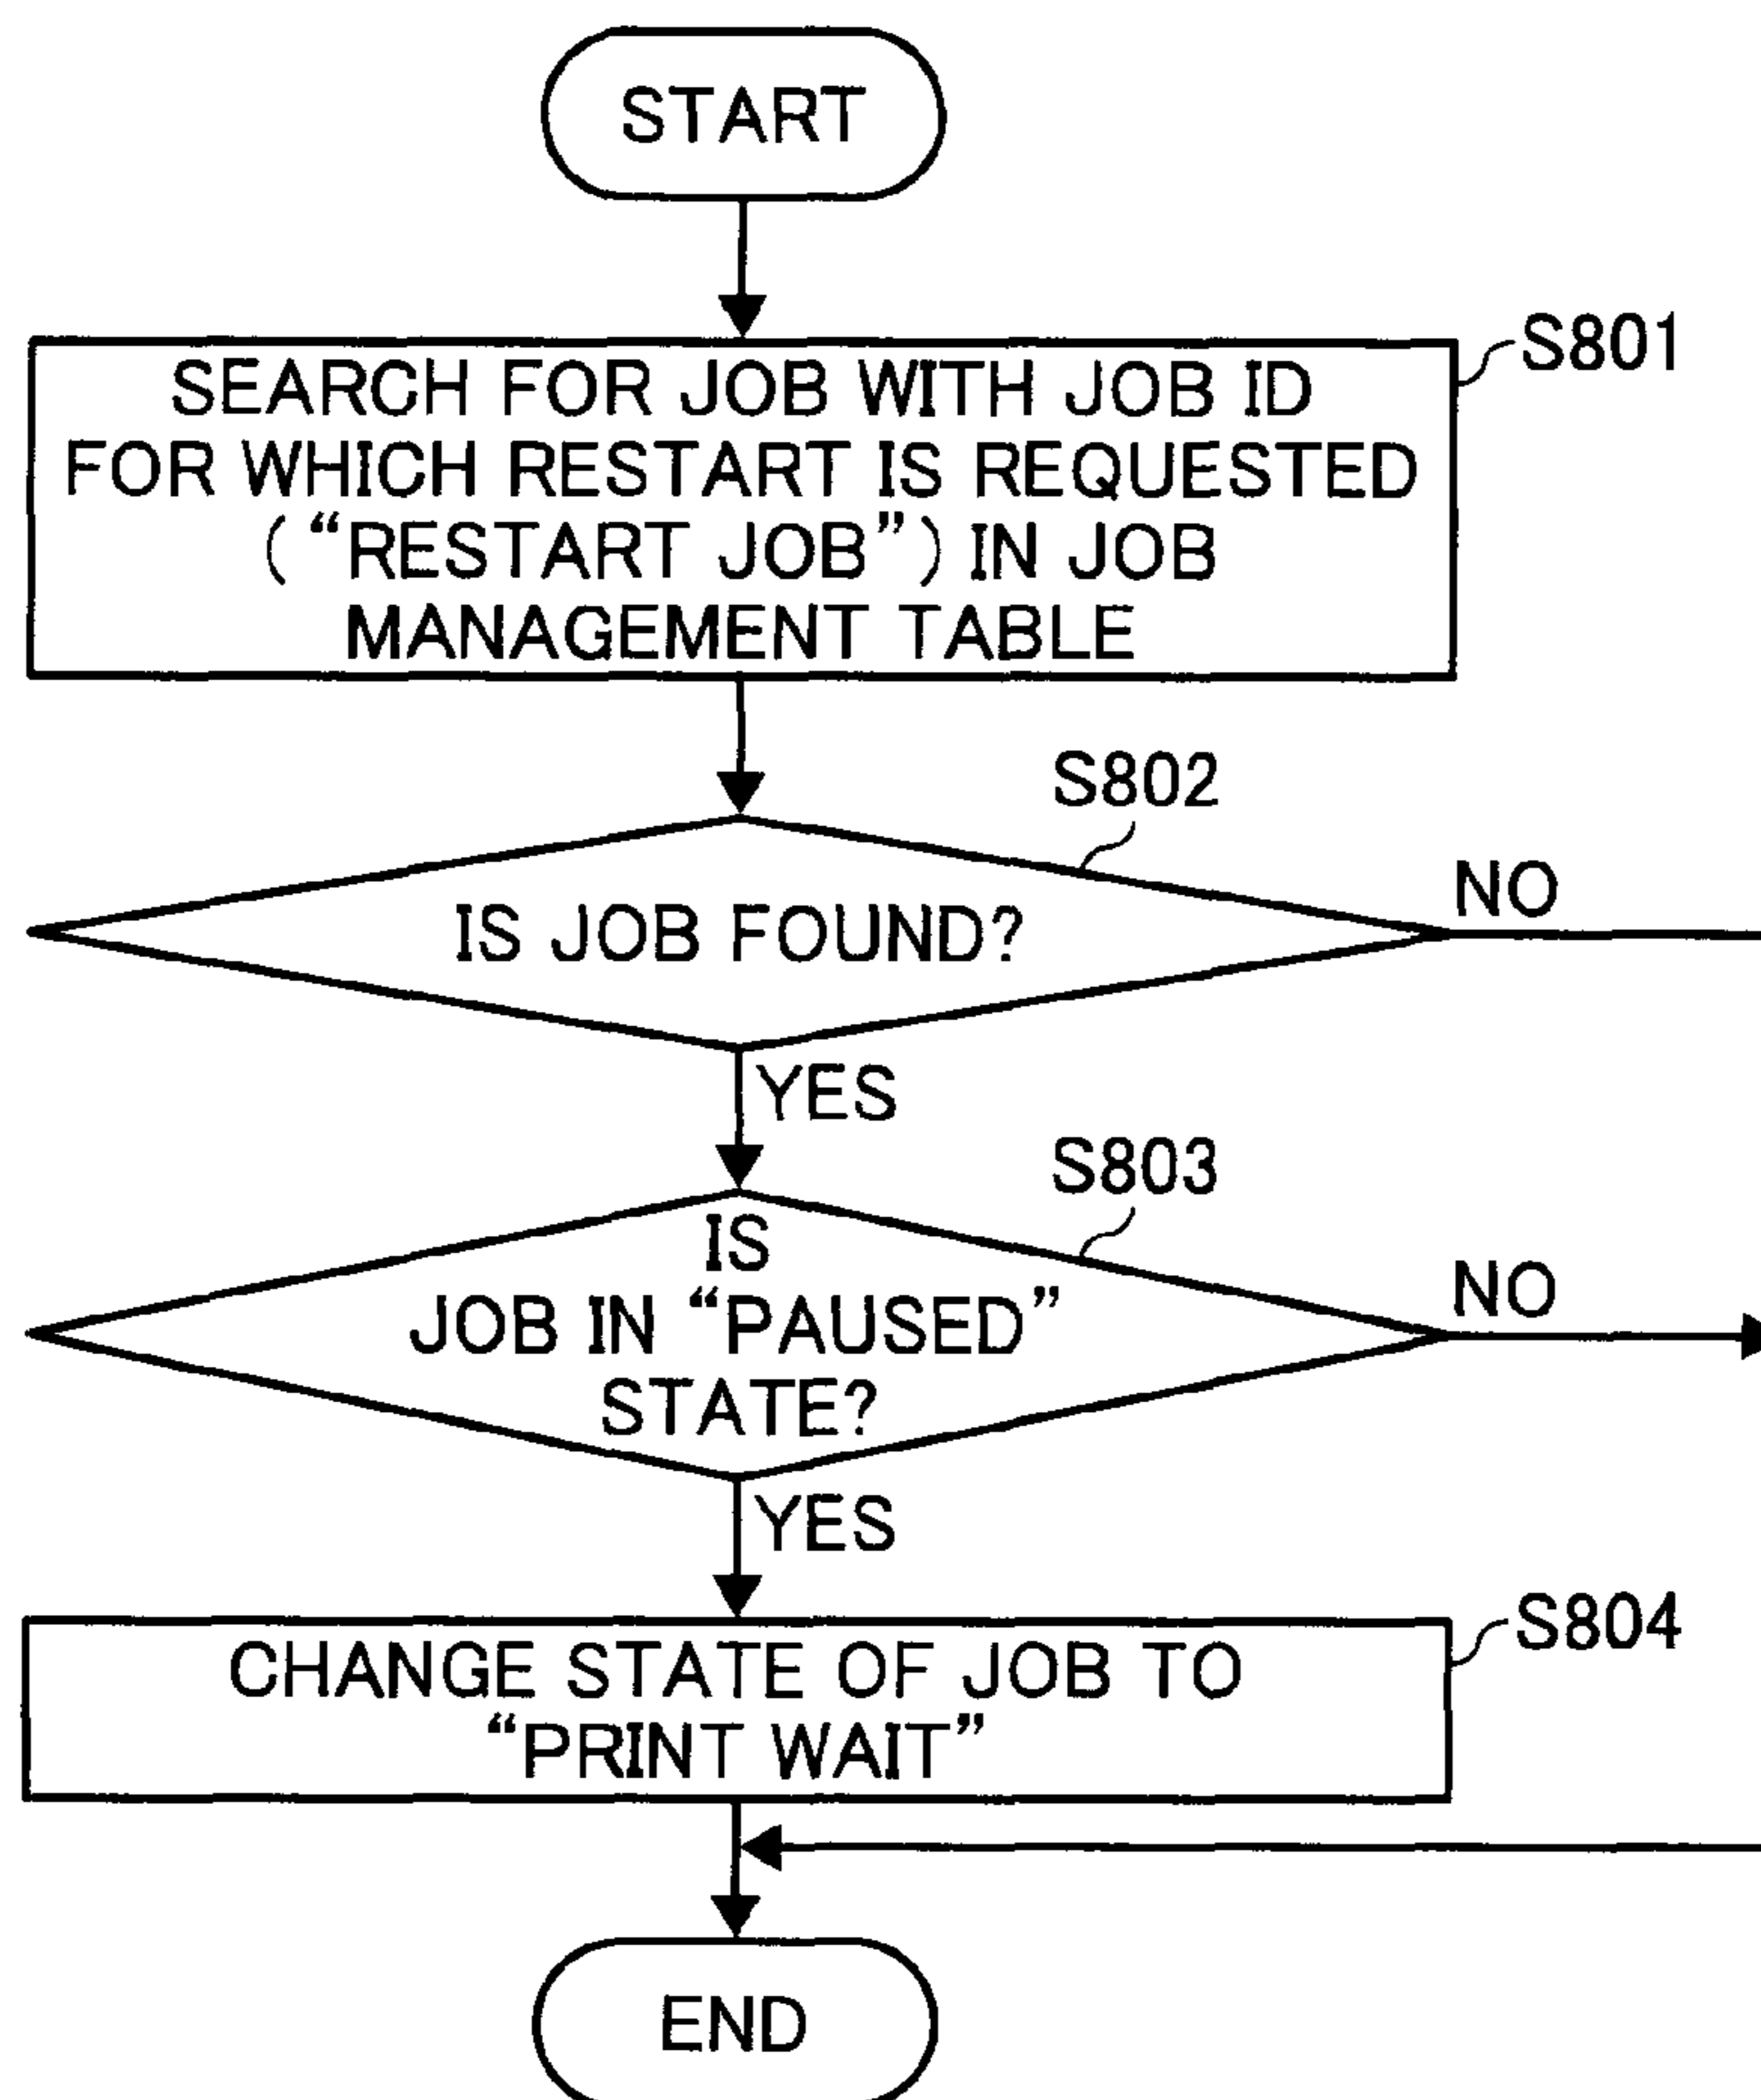 START
S801
SEARCH FOR JOB WITH JOB ID
FOR WHICH RESTART IS REQUESTED
(“RESTART JOB”) IN JOB
MANAGEMENT TABLE
S802
IS JOB FOUND?
NO
YES
S803
IS
JOB IN “PAUSED”
STATE?
NO
YES
S804
CHANGE STATE OF JOB TO
“PRINT WAIT”
END